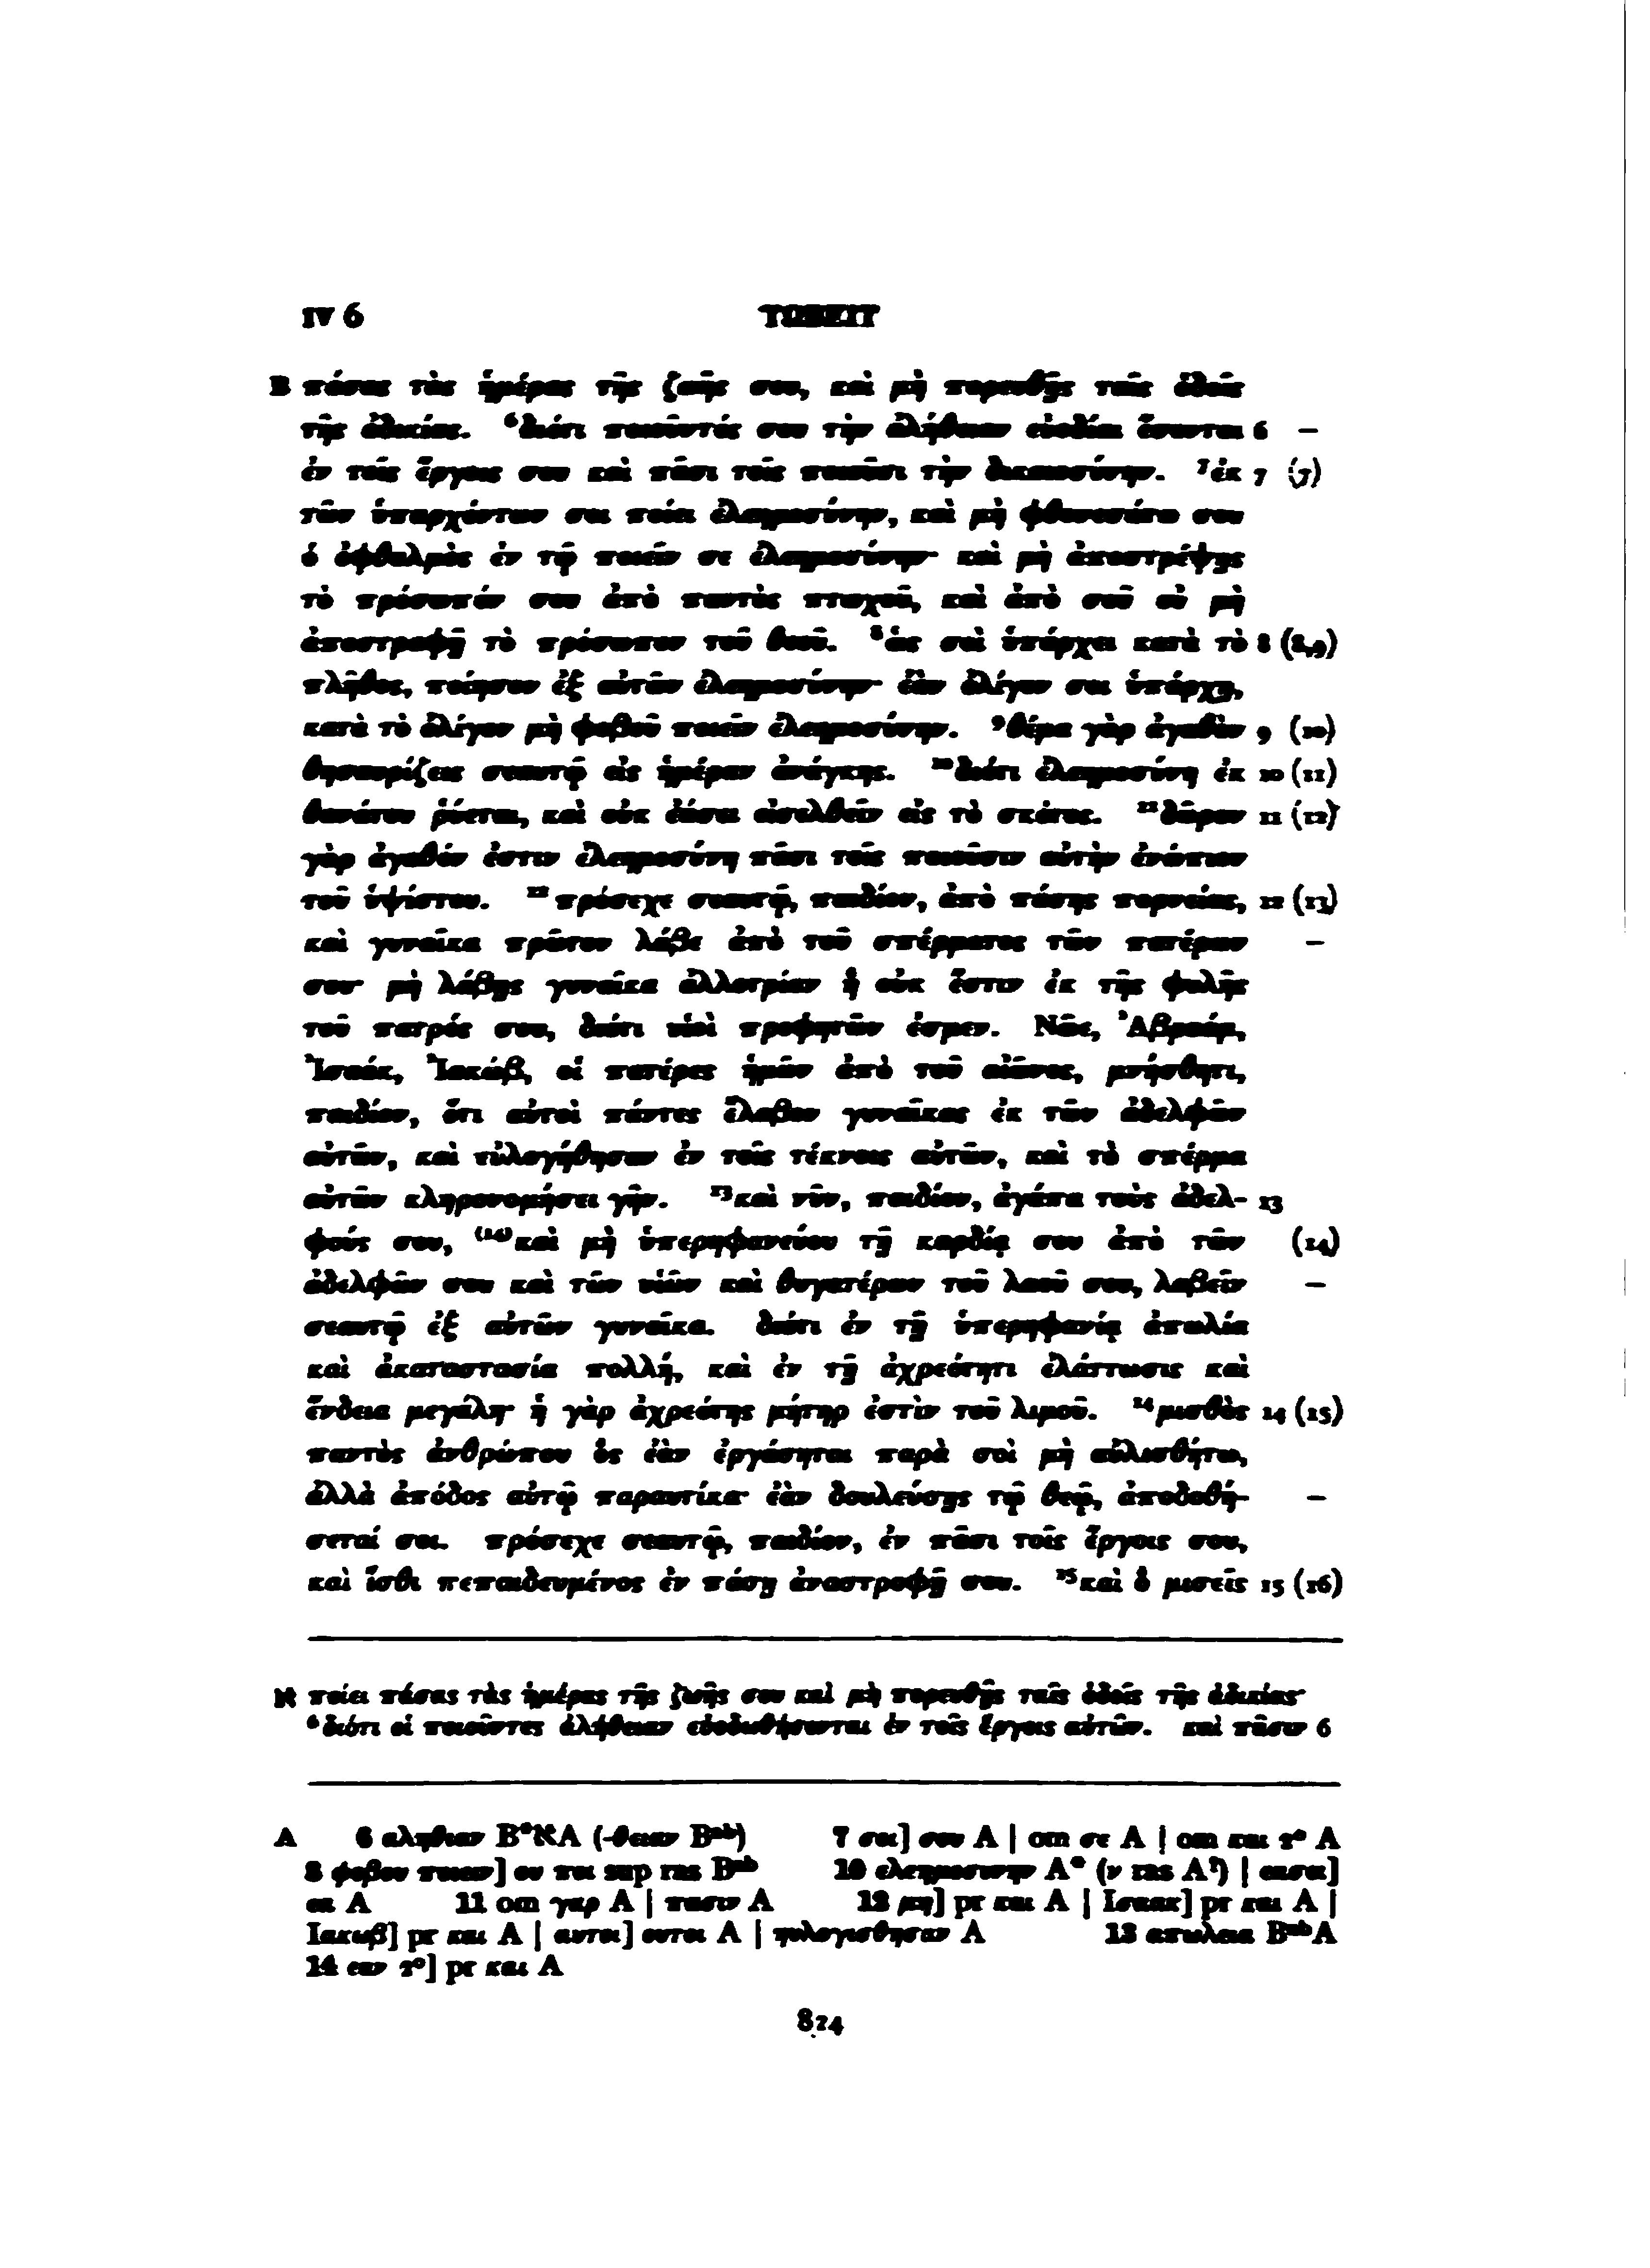 IV 6 ΤΩΒΕΙΤ
B πάσας τὰς ἡμέρας τῆς ζωῆς σου, καὶ μὴ πορευθῇς ταῖς ὁδοῖς
τῆς ἀδικίας. ⁶διότι ποιοῦντός σου τὴν ἀλήθειαν εὐοδίαι ἔσονται 6 –
ἐν τοῖς ἔργοις σου καὶ πᾶσι τοῖς ποιοῦσι τὴν δικαιοσύνην. ⁷ἐκ 7 (7)
τῶν ὑπαρχόντων σοι ποίει ἐλεημοσύνην, καὶ μὴ φθονεσάτω σου
ὁ ὀφθαλμὸς ἐν τῷ ποιεῖν σε ἐλεημοσύνην· καὶ μὴ ἀποστρέψῃς
τὸ πρόσωπόν σου ἀπὸ παντὸς πτωχοῦ, καὶ ἀπὸ σοῦ οὐ μὴ
ἀποστραφῇ τὸ πρόσωπον τοῦ θεοῦ. ⁸ὡς σοὶ ὑπάρχει κατὰ τὸ 8 (8,9)
πλῆθος, ποίησον ἐξ αὐτῶν ἐλεημοσύνην· ἐὰν ὀλίγον σοι ὑπάρχῃ,
κατὰ τὸ ὀλίγον μὴ φοβοῦ ποιεῖν ἐλεημοσύνην. ⁹θέμα γὰρ ἀγαθὸν 9 (10)
θησαυρίζεις σεαυτῷ εἰς ἡμέραν ἀνάγκης. ¹⁰διότι ἐλεημοσύνη ἐκ 10 (11)
θανάτου ῥύεται, καὶ οὐκ ἐάσει εἰσελθεῖν εἰς τὸ σκότος. ¹¹δῶρον 11 (12)
γὰρ ἀγαθόν ἐστιν ἐλεημοσύνη πᾶσι τοῖς ποιοῦσιν αὐτὴν ἐνώπιον
τοῦ ὑψίστου. ¹²πρόσεχε σεαυτῷ, παιδίον, ἀπὸ πάσης πορνείας, 12 (13)
καὶ γυναῖκα πρῶτον λάβε ἀπὸ τοῦ σπέρματος τῶν πατέρων –
σου· μὴ λάβῃς γυναῖκα ἀλλοτρίαν ἣ οὐκ ἔστιν ἐκ τῆς φυλῆς
τοῦ πατρός σου, διότι υἱοὶ προφητῶν ἐσμεν. Νῶε, Ἀβραάμ,
Ἰσαάκ, Ἰακώβ, οἱ πατέρες ἡμῶν ἀπὸ τοῦ αἰῶνος, μνήσθητι,
παιδίον, ὅτι αὐτοὶ πάντες ἔλαβον γυναῖκας ἐκ τῶν ἀδελφῶν
αὐτῶν, καὶ εὐλογήθησαν ἐν τοῖς τέκνοις αὐτῶν, καὶ τὸ σπέρμα
αὐτῶν κληρονομήσει γῆν. ¹³καὶ νῦν, παιδίον, ἀγάπα τοὺς ἀδελ- 13
φούς σου, ⁽¹⁴⁾καὶ μὴ ὑπερηφανεύου τῇ καρδίᾳ σου ἀπὸ τῶν (14)
ἀδελφῶν σου καὶ τῶν υἱῶν καὶ θυγατέρων τοῦ λαοῦ σου, λαβεῖν –
σεαυτῷ ἐξ αὐτῶν γυναῖκα. διότι ἐν τῇ ὑπερηφανίᾳ ἀπωλία
καὶ ἀκαταστασία πολλή, καὶ ἐν τῇ ἀχρεότητι ἐλάττωσις καὶ
ἔνδεια μεγάλη· ἡ γὰρ ἀχρεότης μήτηρ ἐστὶν τοῦ λιμοῦ. ¹⁴μισθὸς 14 (15)
παντὸς ἀνθρώπου ὃς ἐὰν ἐργάσηται παρὰ σοὶ μὴ αὐλισθήτω,
ἀλλὰ ἀπόδος αὐτῷ παραυτίκα· ἐὰν δουλεύσῃς τῷ θεῷ, ἀποδοθή- –
σεταί σοι. πρόσεχε σεαυτῷ, παιδίον, ἐν πᾶσι τοῖς ἔργοις σου,
καὶ ἴσθι πεπαιδευμένος ἐν πάσῃ ἀναστροφῇ σου. ¹⁵καὶ ὃ μισεῖς 15 (16)
א ποίει πάσας τὰς ἡμέρας τῆς ζωῆς σου καὶ μὴ πορευθῇς ταῖς ὁδοῖς τῆς ἀδικίας·
⁶διότι οἱ ποιοῦντες ἀλήθειαν εὐοδωθήσονται ἐν τοῖς ἔργοις αὐτῶν. καὶ πᾶσιν 6
A 6 αληθιαν B*אA (-θειαν Bᵃᵇ) 7 σοι] σου A | om σε A | om και 2° A
8 φοβου ποιειν] ου ποι sup ras Bᵃᵇ 10 ελεημοσυνην A* (ν ras A?) | εασει]
εα A 11 om γαρ A | πασιν A 12 μη] pr και A | Ισαακ] pr και A |
Ιακωβ] pr και A | αυτοι] ουτοι A | ηυλογισθησαν A 13 απωλεια BᵃᵇA
14 εαν 2°] pr και A
824